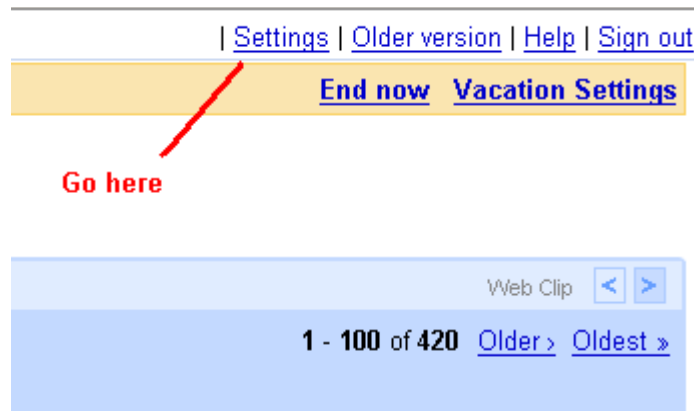 | Settings | Older version | Help | Sign out
End now Vacation Settings
Go here
Web Clip < >
1 - 100 of 420 Older › Oldest »